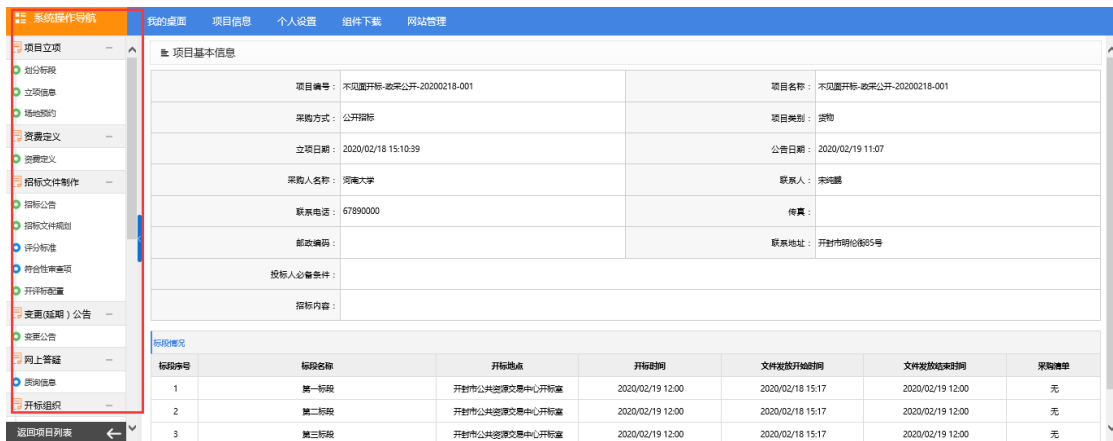 系统操作导航
我的桌面 项目信息 个人设置 组件下载 网站管理
项目立项
划分标段
立项信息
场地预约
资费定义
资费定义
招标文件制作
招标公告
招标文件规划
评分标准
符合性审查项
开评标配置
变更(延期)公告
变更公告
网上答疑
质询信息
开标组织
返回项目列表
项目基本信息
项目编号: 不见面开标-政采公开-20200218-001 项目名称: 不见面开标-政采公开-20200218-001
采购方式: 公开招标 项目类别: 货物
立项日期: 2020/02/18 15:10:39 公告日期: 2020/02/19 11:07
采购人名称: 河南大学 联系人: 宋纯鹏
联系电话: 67890000 传真:
邮政编码: 联系地址: 开封市明伦街85号
投标人必备条件:
招标内容:
标段情况
标段序号 标段名称 开标地点 开标时间 文件发放开始时间 文件发放结束时间 采购清单
1 第一标段 开封市公共资源交易中心开标室 2020/02/19 12:00 2020/02/18 15:17 2020/02/19 12:00 无
2 第二标段 开封市公共资源交易中心开标室 2020/02/19 12:00 2020/02/18 15:17 2020/02/19 12:00 无
3 第三标段 开封市公共资源交易中心开标室 2020/02/19 12:00 2020/02/18 15:17 2020/02/19 12:00 无